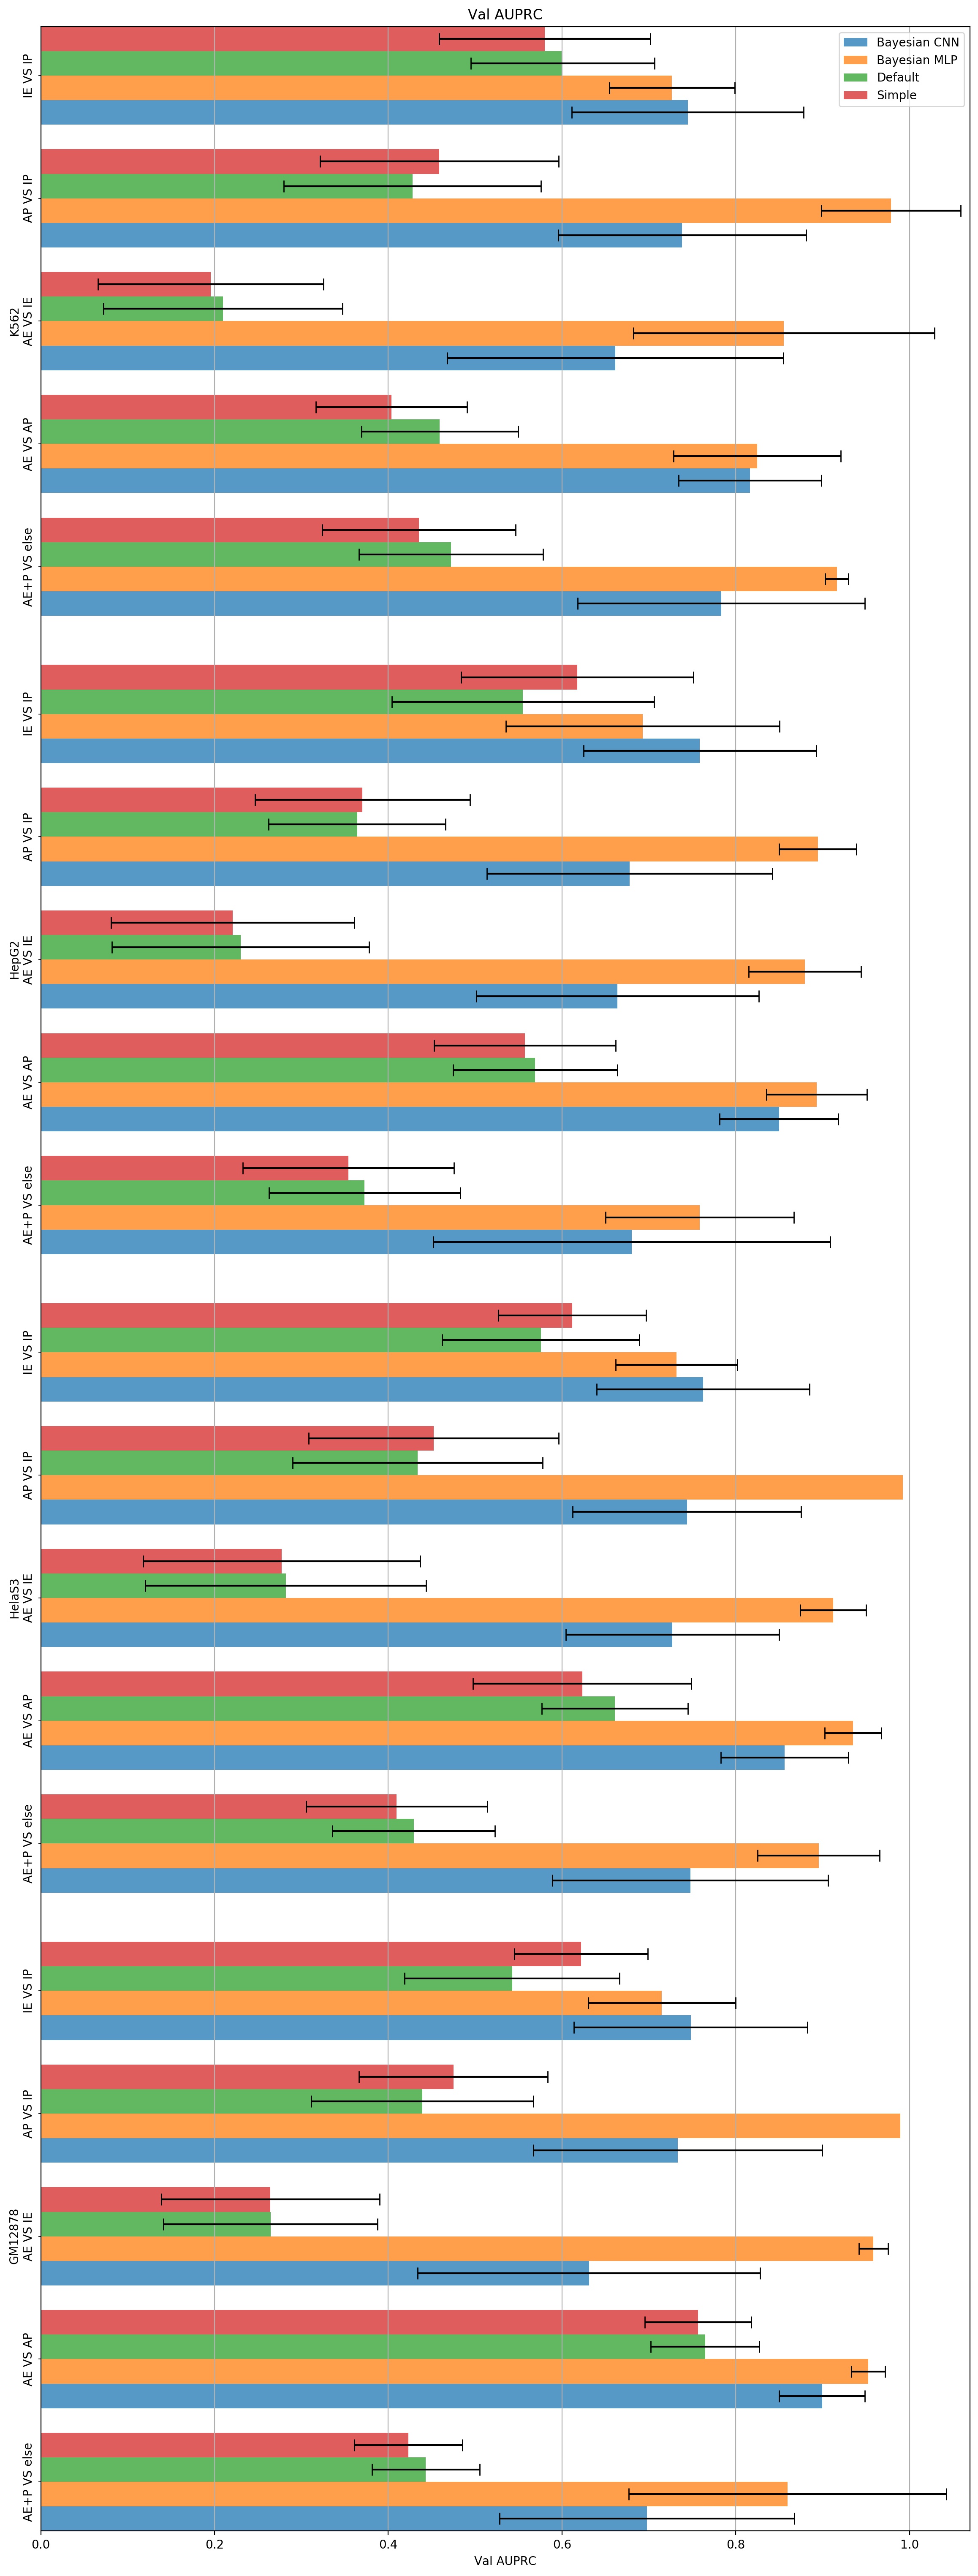 Val AUPRC
Bayesian CNN
Bayesian MLP
Default
Simple
IE VS IP
AP VS IP
K562
AE VS IE
AE VS AP
AE+P VS else
IE VS IP
AP VS IP
HepG2
AE VS IE
AE VS AP
AE+P VS else
IE VS IP
AP VS IP
HelaS3
AE VS IE
AE VS AP
AE+P VS else
IE VS IP
AP VS IP
GM12878
AE VS IE
AE VS AP
AE+P VS else
0.0 0.2 0.4 0.6 0.8 1.0
Val AUPRC